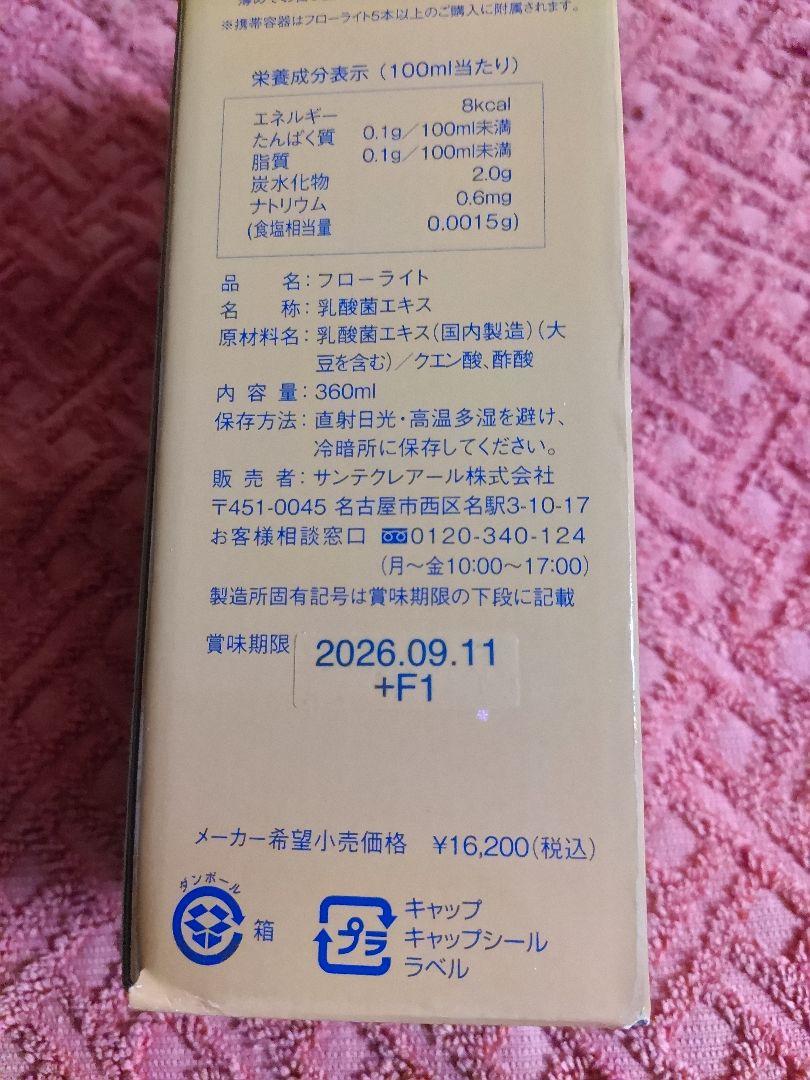 ※携帯容器はフローライト5本以上のご購入に附属されます。
栄養成分表示（100ml当たり）
エネルギー 8kcal
たんぱく質 0.1g／100ml未満
脂質 0.1g／100ml未満
炭水化物 2.0g
ナトリウム 0.6mg
(食塩相当量 0.0015g)
品名：フローライト
名称：乳酸菌エキス
原材料名：乳酸菌エキス(国内製造)（大
豆を含む)／クエン酸、酢酸
内容量：360ml
保存方法：直射日光・高温多湿を避け、
冷暗所に保存してください。
販売者：サンテクレアール株式会社
〒451-0045 名古屋市西区名駅3-10-17
お客様相談窓口 0120-340-124
(月～金10:00～17:00)
製造所固有記号は賞味期限の下段に記載
賞味期限 2026.09.11
+F1
メーカー希望小売価格 ¥16,200(税込)
ダンボール
箱
プラ
キャップ
キャップシール
ラベル